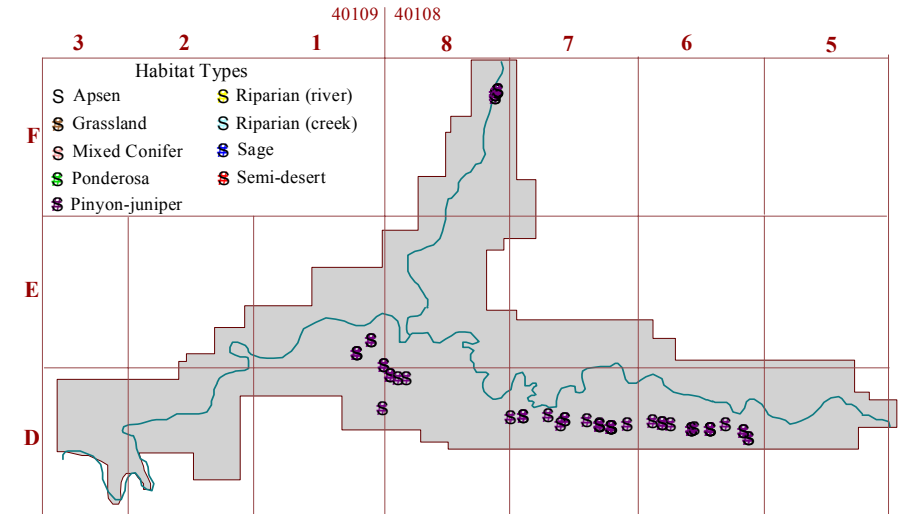 40109 40108
3 2 1 8 7 6 5
Habitat Types
S Apsen
S Grassland
S Mixed Conifer
S Ponderosa
S Pinyon-juniper
S Riparian (river)
S Riparian (creek)
S Sage
S Semi-desert
F
E
D